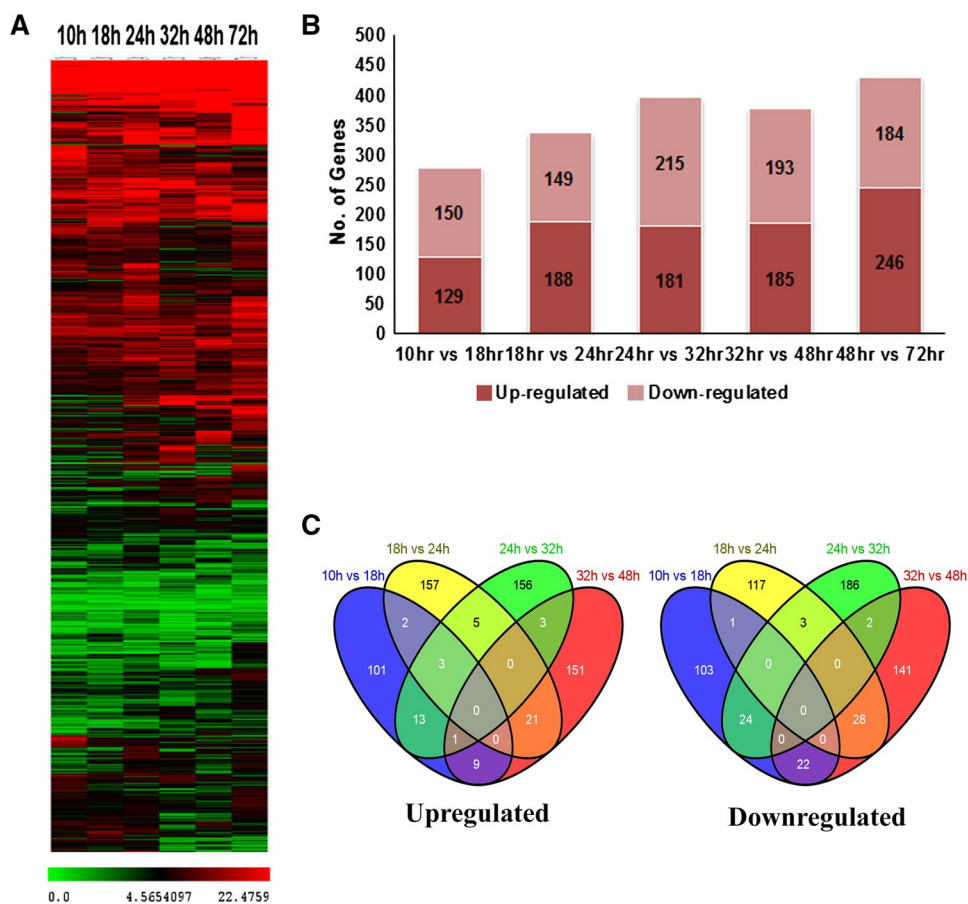 A
10h 18h 24h 32h 48h 72h
0.0 4.5654097 22.4759
B
No. of Genes
500
450
400
350
300
250
200
150
100
50
0
150
149
215
193
184
129
188
181
185
246
10hr vs 18hr 18hr vs 24hr 24hr vs 32hr 32hr vs 48hr 48hr vs 72hr
Up-regulated Down-regulated
C
18h vs 24h 24h vs 32h
10h vs 18h 32h vs 48h
157 156
2 5 3
101 3 0 151
0
13 21
1 0
9
Upregulated
18h vs 24h 24h vs 32h
10h vs 18h 32h vs 48h
117 186
1 3 2
103 0 0 141
0
24 28
0 0
22
Downregulated